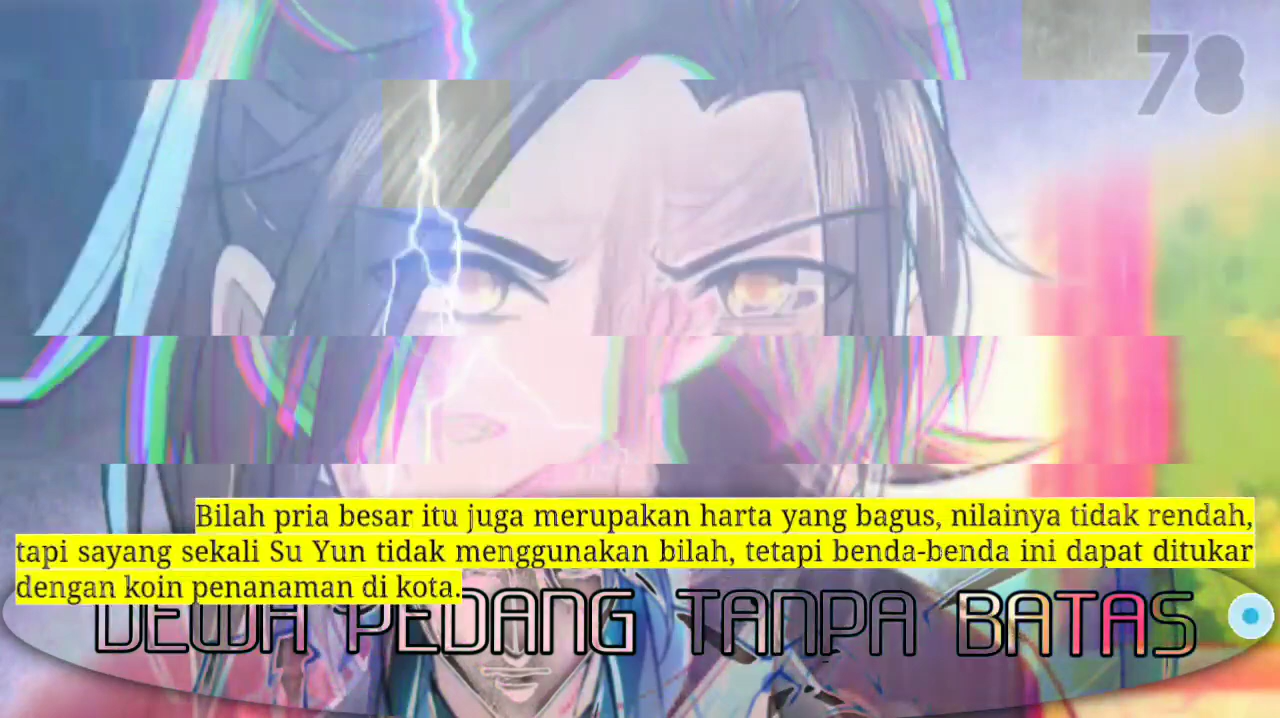 78
Bilah pria besar itu juga merupakan harta yang bagus, nilainya tidak rendah,
tapi sayang sekali Su Yun tidak menggunakan bilah, tetapi benda-benda ini dapat ditukar
dengan koin penanaman di kota.
DEWA PEDANG TANPA BATAS